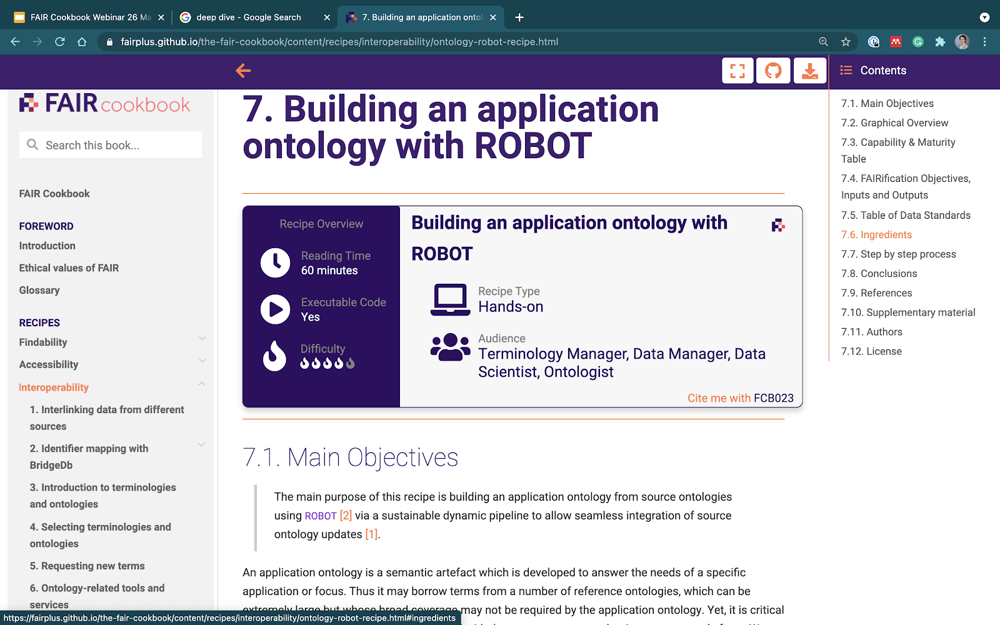 FAIR Cookbook Webinar 26 Ma
deep dive - Google Search
7. Building an application ontol
fairplus.github.io/the-fair-cookbook/content/recipes/interoperability/ontology-robot-recipe.html
Contents
FAIR cookbook
Search this book...
FAIR Cookbook
FOREWORD
Introduction
Ethical values of FAIR
Glossary
RECIPES
Findability
Accessibility
Interoperability
1. Interlinking data from different
sources
2. Identifier mapping with
BridgeDb
3. Introduction to terminologies
and ontologies
4. Selecting terminologies and
ontologies
5. Requesting new terms
6. Ontology-related tools and
services
7. Building an application
ontology with ROBOT
Recipe Overview
Reading Time
60 minutes
Executable Code
Yes
Difficulty
Building an application ontology with
ROBOT
Recipe Type
Hands-on
Audience
Terminology Manager, Data Manager, Data
Scientist, Ontologist
Cite me with FCB023
7.1. Main Objectives
The main purpose of this recipe is building an application ontology from source ontologies
using ROBOT [2] via a sustainable dynamic pipeline to allow seamless integration of source
ontology updates [1].
An application ontology is a semantic artefact which is developed to answer the needs of a specific
application or focus. Thus it may borrow terms from a number of reference ontologies, which can be
extremely large but whose broad coverage may not be required by the application ontology. Yet, it is critical
7.1. Main Objectives
7.2. Graphical Overview
7.3. Capability & Maturity
Table
7.4. FAIRification Objectives,
Inputs and Outputs
7.5. Table of Data Standards
7.6. Ingredients
7.7. Step by step process
7.8. Conclusions
7.9. References
7.10. Supplementary material
7.11. Authors
7.12. License
https://fairplus.github.io/the-fair-cookbook/content/recipes/interoperability/ontology-robot-recipe.html#ingredients